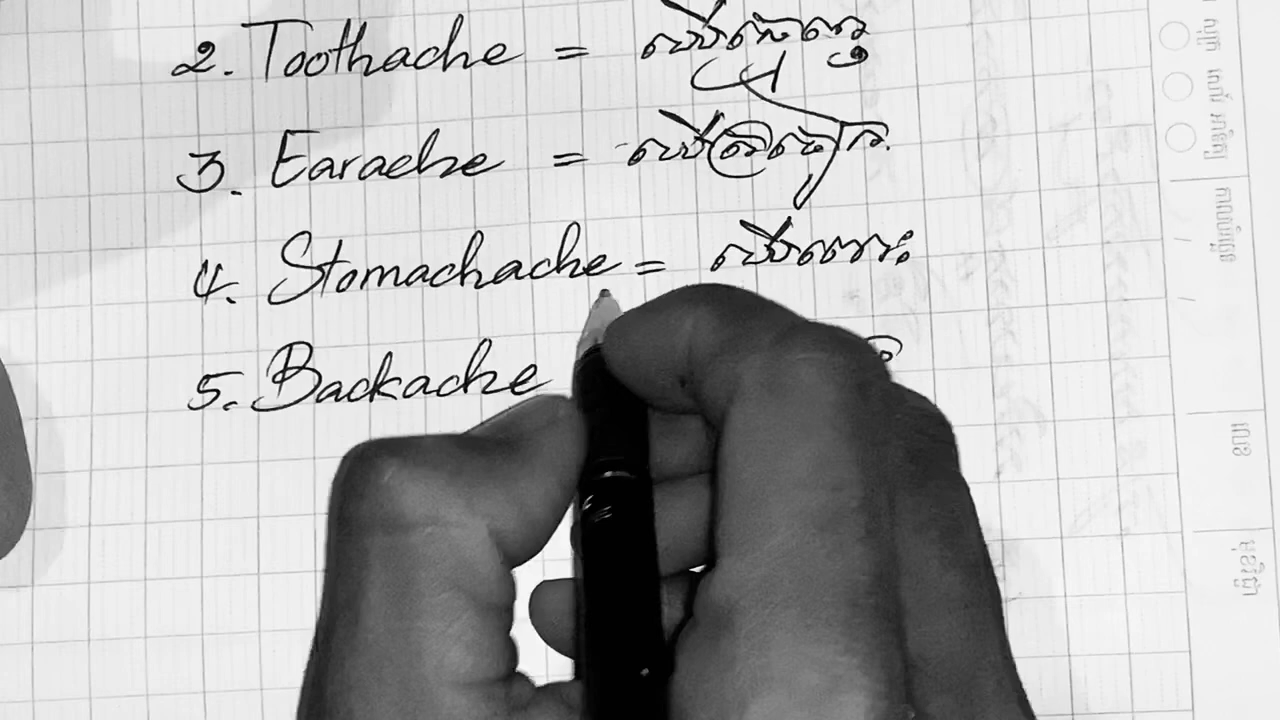 2. Toothache = ឈឺធ្មេញ
3. Earache = ឈឺត្រចៀក
4. Stomachache = ឈឺពោះ
5. Backache